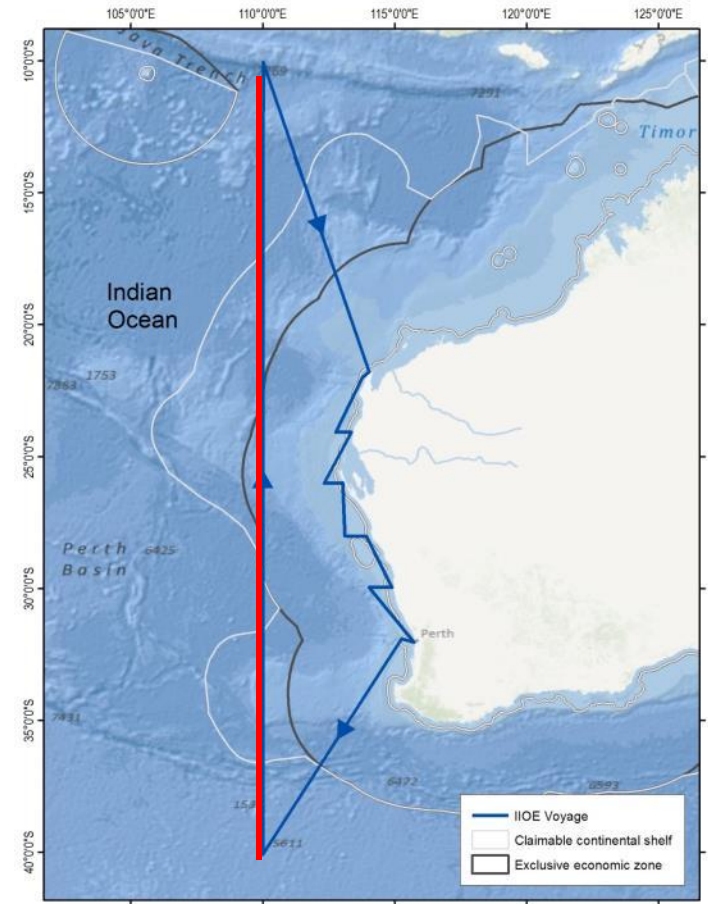 105°0'0"E 110°0'0"E 115°0'0"E 120°0'0"E 125°0'0"E
10°0'0"S
Java Trench
7291
Timor
15°0'0"S
Indian
Ocean
20°0'0"S
1753
25°0'0"S
Perth
Basin
6425
30°0'0"S
Perth
7431
35°0'0"S
6472
6593
5611
40°0'0"S
IIOE Voyage
Claimable continental shelf
Exclusive economic zone